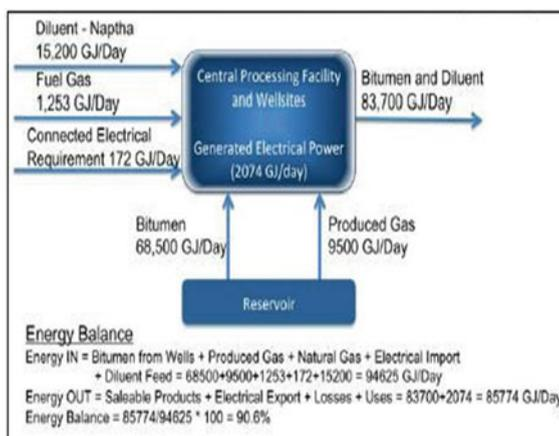 Diluent - Naptha
15,200 GJ/Day
Fuel Gas
1,253 GJ/Day
Connected Electrical
Requirement 172 GJ/Day
Central Processing Facility
and Wellsites
Generated Electrical Power
(2074 GJ/day)
Bitumen and Diluent
83,700 GJ/Day
Bitumen
68,500 GJ/Day
Produced Gas
9500 GJ/Day
Reservoir
Energy Balance
Energy IN = Bitumen from Wells + Produced Gas + Natural Gas + Electrical Import
+ Diluent Feed = 68500+9500+1253+172+15200 = 94625 GJ/Day
Energy OUT = Saleable Products + Electrical Export + Losses + Uses = 83700+2074 = 85774 GJ/Day
Energy Balance = 85774/94625 * 100 = 90.6%